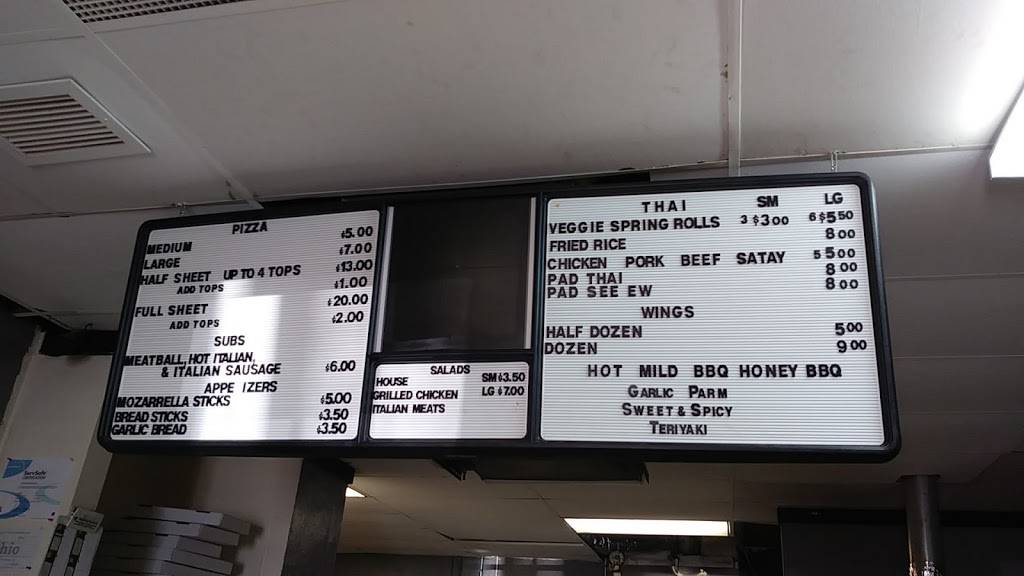 PIZZA
MEDIUM $5.00
LARGE $7.00
HALF SHEET UP TO 4 TOPS $13.00
ADD TOPS $1.00
FULL SHEET $20.00
ADD TOPS $2.00
SUBS
MEATBALL, HOT ITALIAN,
& ITALIAN SAUSAGE $6.00
APPE IZERS
MOZARRELLA STICKS $5.00
BREAD STICKS $3.50
GARLIC BREAD $3.50
SALADS
HOUSE SM $3.50
GRILLED CHICKEN LG $7.00
ITALIAN MEATS
THAI SM LG
VEGGIE SPRING ROLLS 3 $3.00 6 $5.50
FRIED RICE 8.00
CHICKEN PORK BEEF SATAY 5 5.00
PAD THAI 8.00
PAD SEE EW 8.00
WINGS
HALF DOZEN 5.00
DOZEN 9.00
HOT MILD BBQ HONEY BBQ
GARLIC PARM
SWEET & SPICY
TERIYAKI
ServSafe
hio